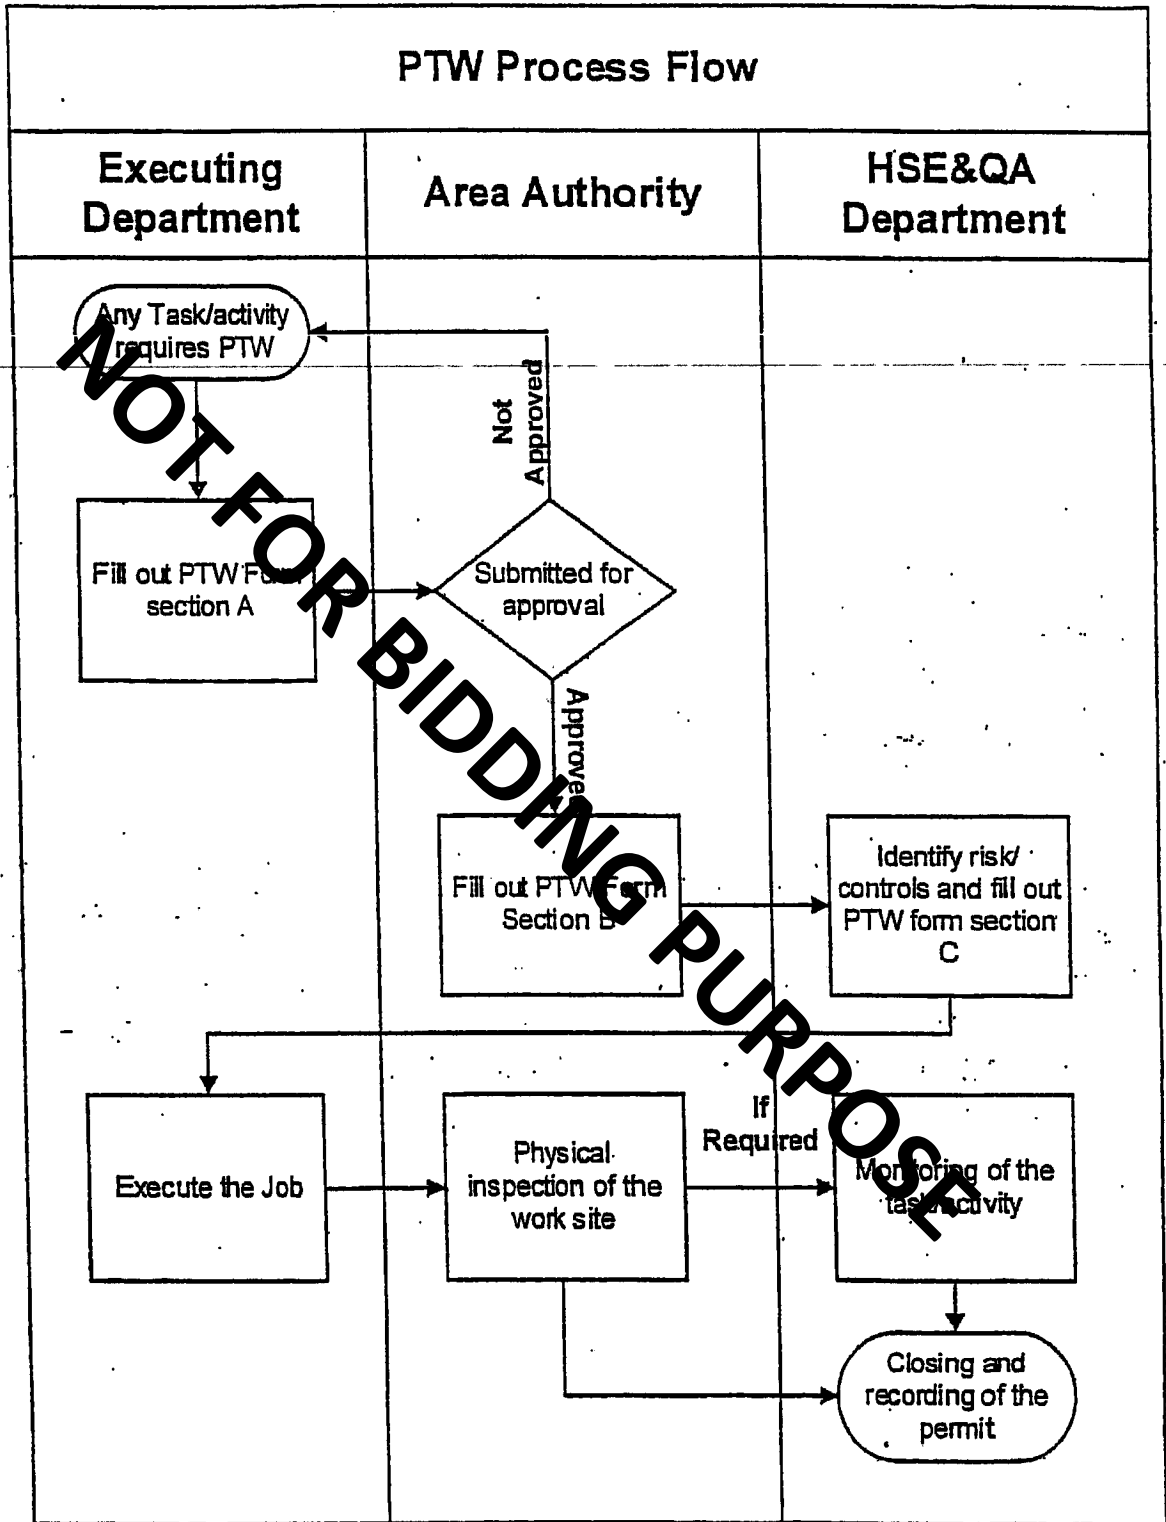 PTW Process Flow
Executing
Department
Area Authority
HSE&QA
Department
Any Task/activity
requires PTW
Not
Approved
Fill out PTW Form
section A
Submitted for
approval
Approved
Fill out PTW Form
Section B
Identify risk/
controls and fill out
PTW form section
C
If
Required
Execute the Job
Physical
inspection of the
work site
Monitoring of the
task/activity
Closing and
recording of the
permit
NOT FOR BIDDING PURPOSE